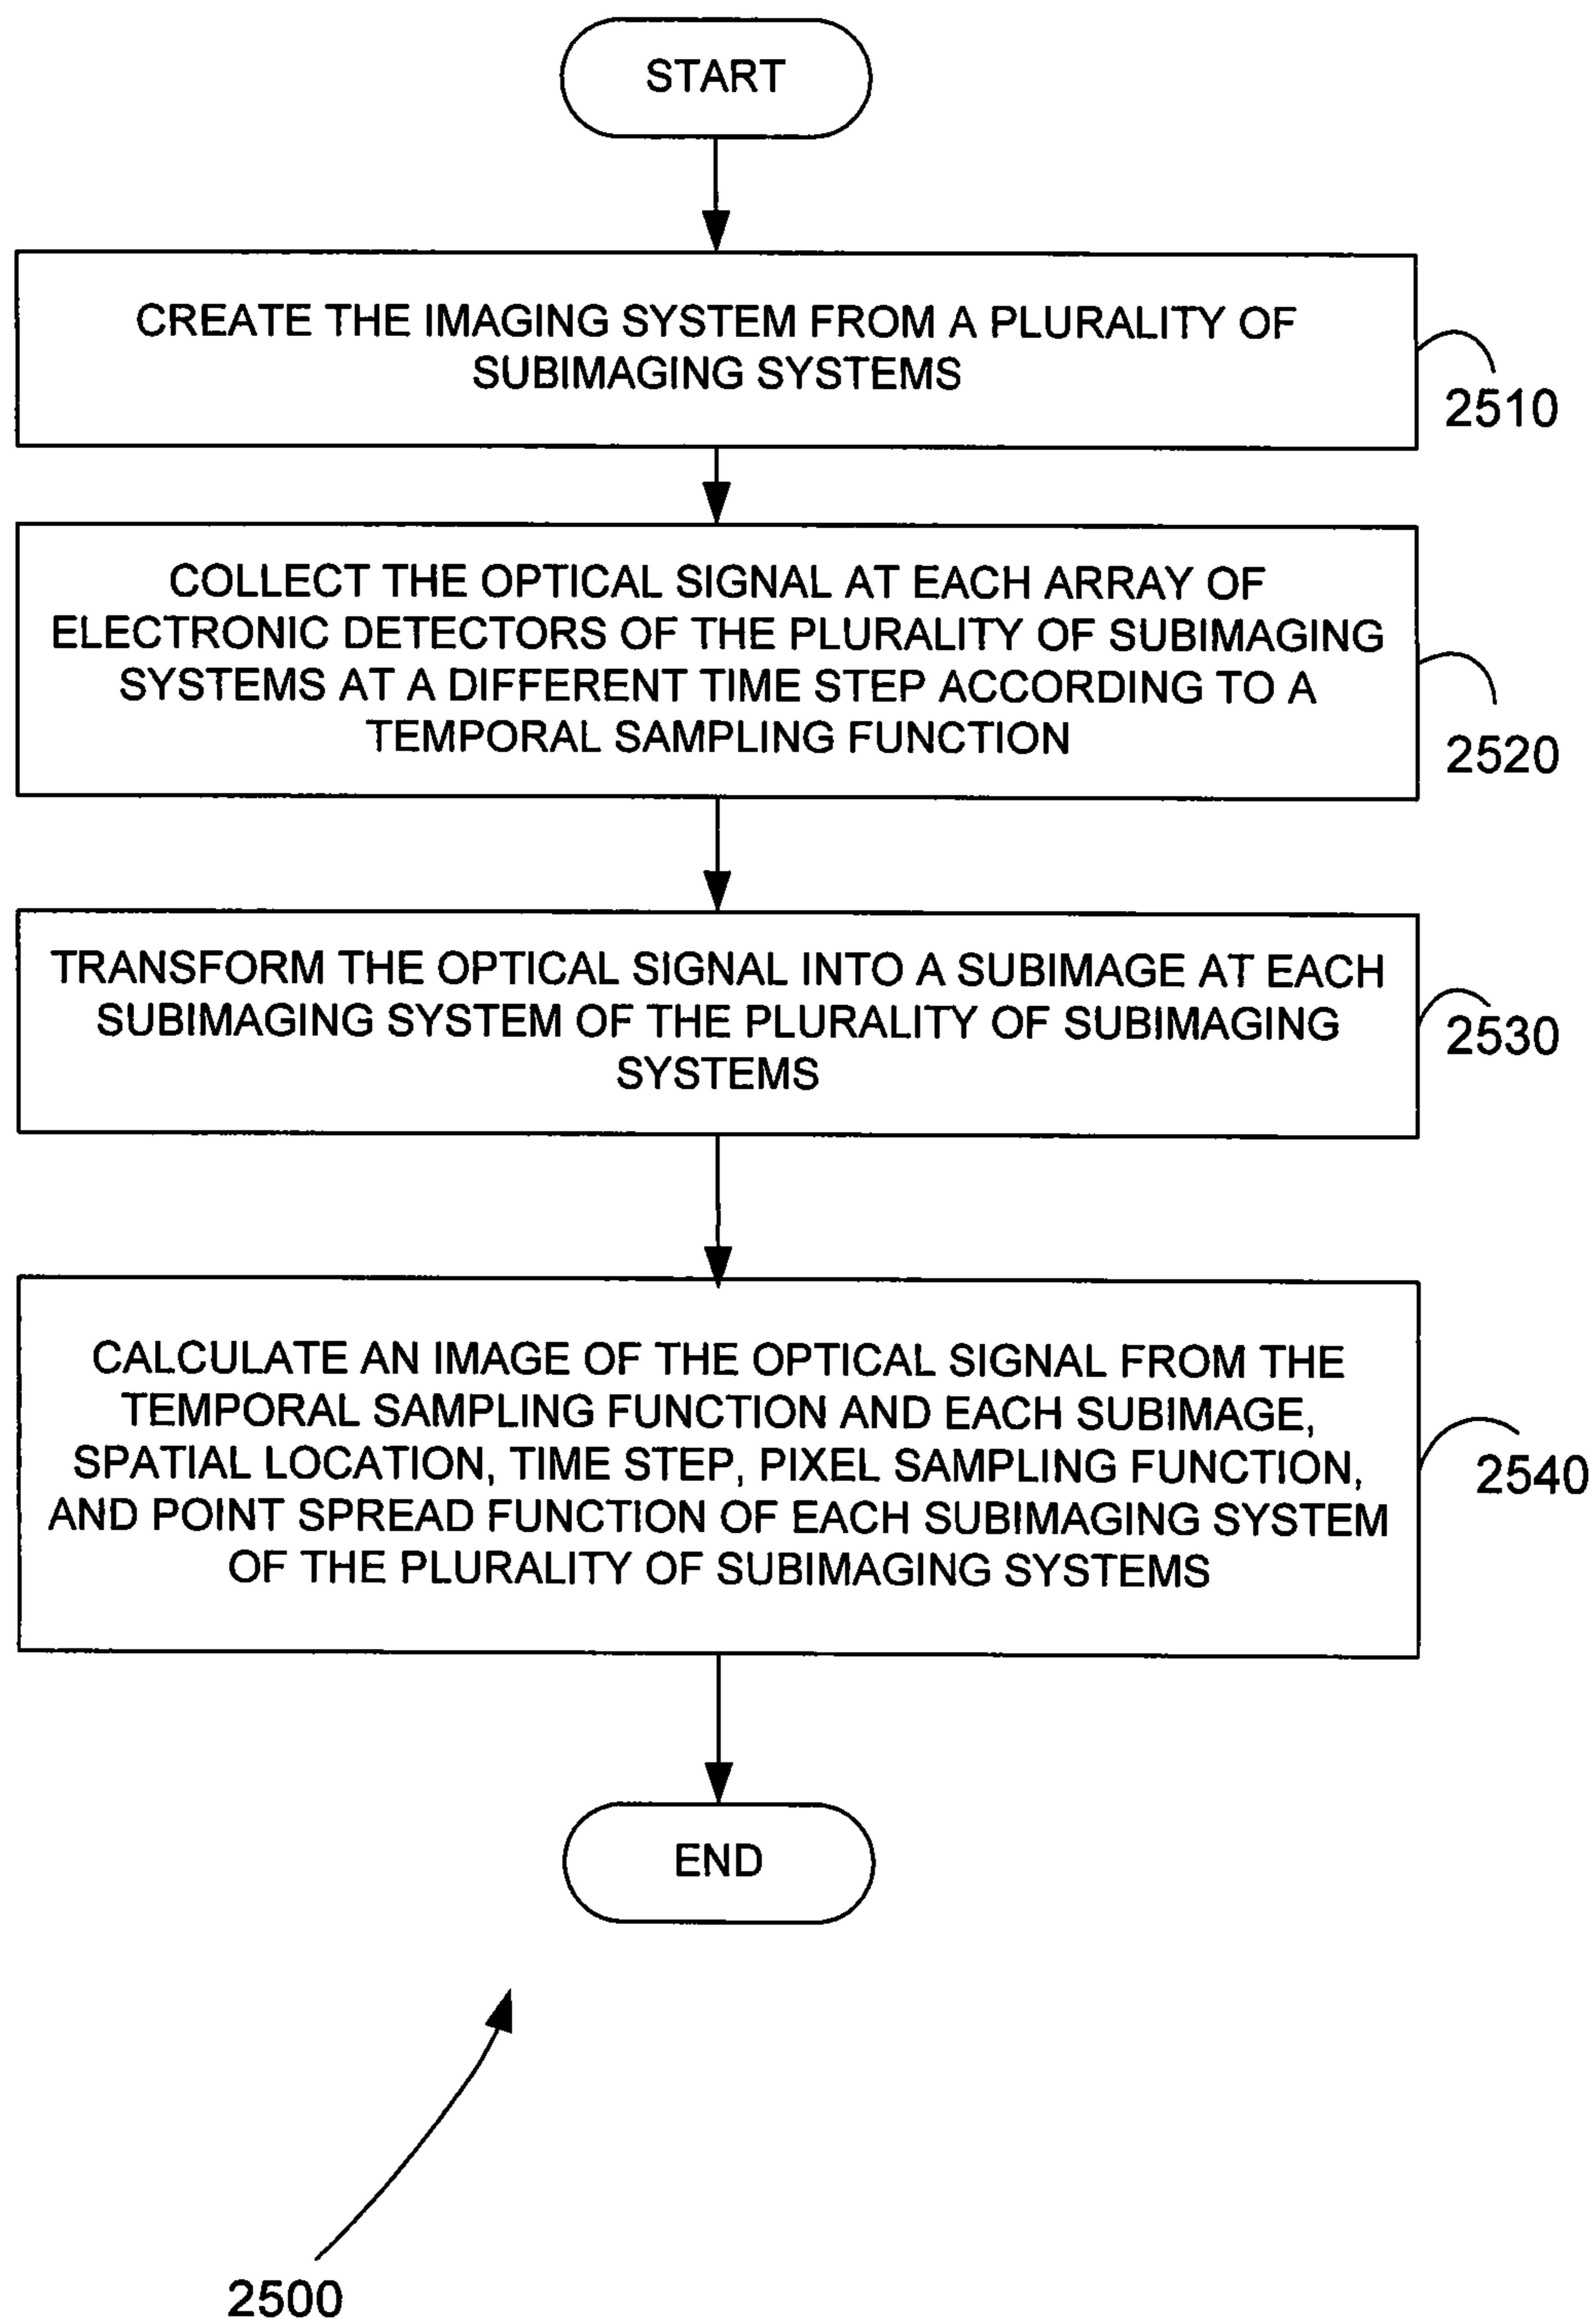 START
CREATE THE IMAGING SYSTEM FROM A PLURALITY OF
SUBIMAGING SYSTEMS
2510
COLLECT THE OPTICAL SIGNAL AT EACH ARRAY OF
ELECTRONIC DETECTORS OF THE PLURALITY OF SUBIMAGING
SYSTEMS AT A DIFFERENT TIME STEP ACCORDING TO A
TEMPORAL SAMPLING FUNCTION
2520
TRANSFORM THE OPTICAL SIGNAL INTO A SUBIMAGE AT EACH
SUBIMAGING SYSTEM OF THE PLURALITY OF SUBIMAGING
SYSTEMS
2530
CALCULATE AN IMAGE OF THE OPTICAL SIGNAL FROM THE
TEMPORAL SAMPLING FUNCTION AND EACH SUBIMAGE,
SPATIAL LOCATION, TIME STEP, PIXEL SAMPLING FUNCTION,
AND POINT SPREAD FUNCTION OF EACH SUBIMAGING SYSTEM
OF THE PLURALITY OF SUBIMAGING SYSTEMS
2540
END
2500